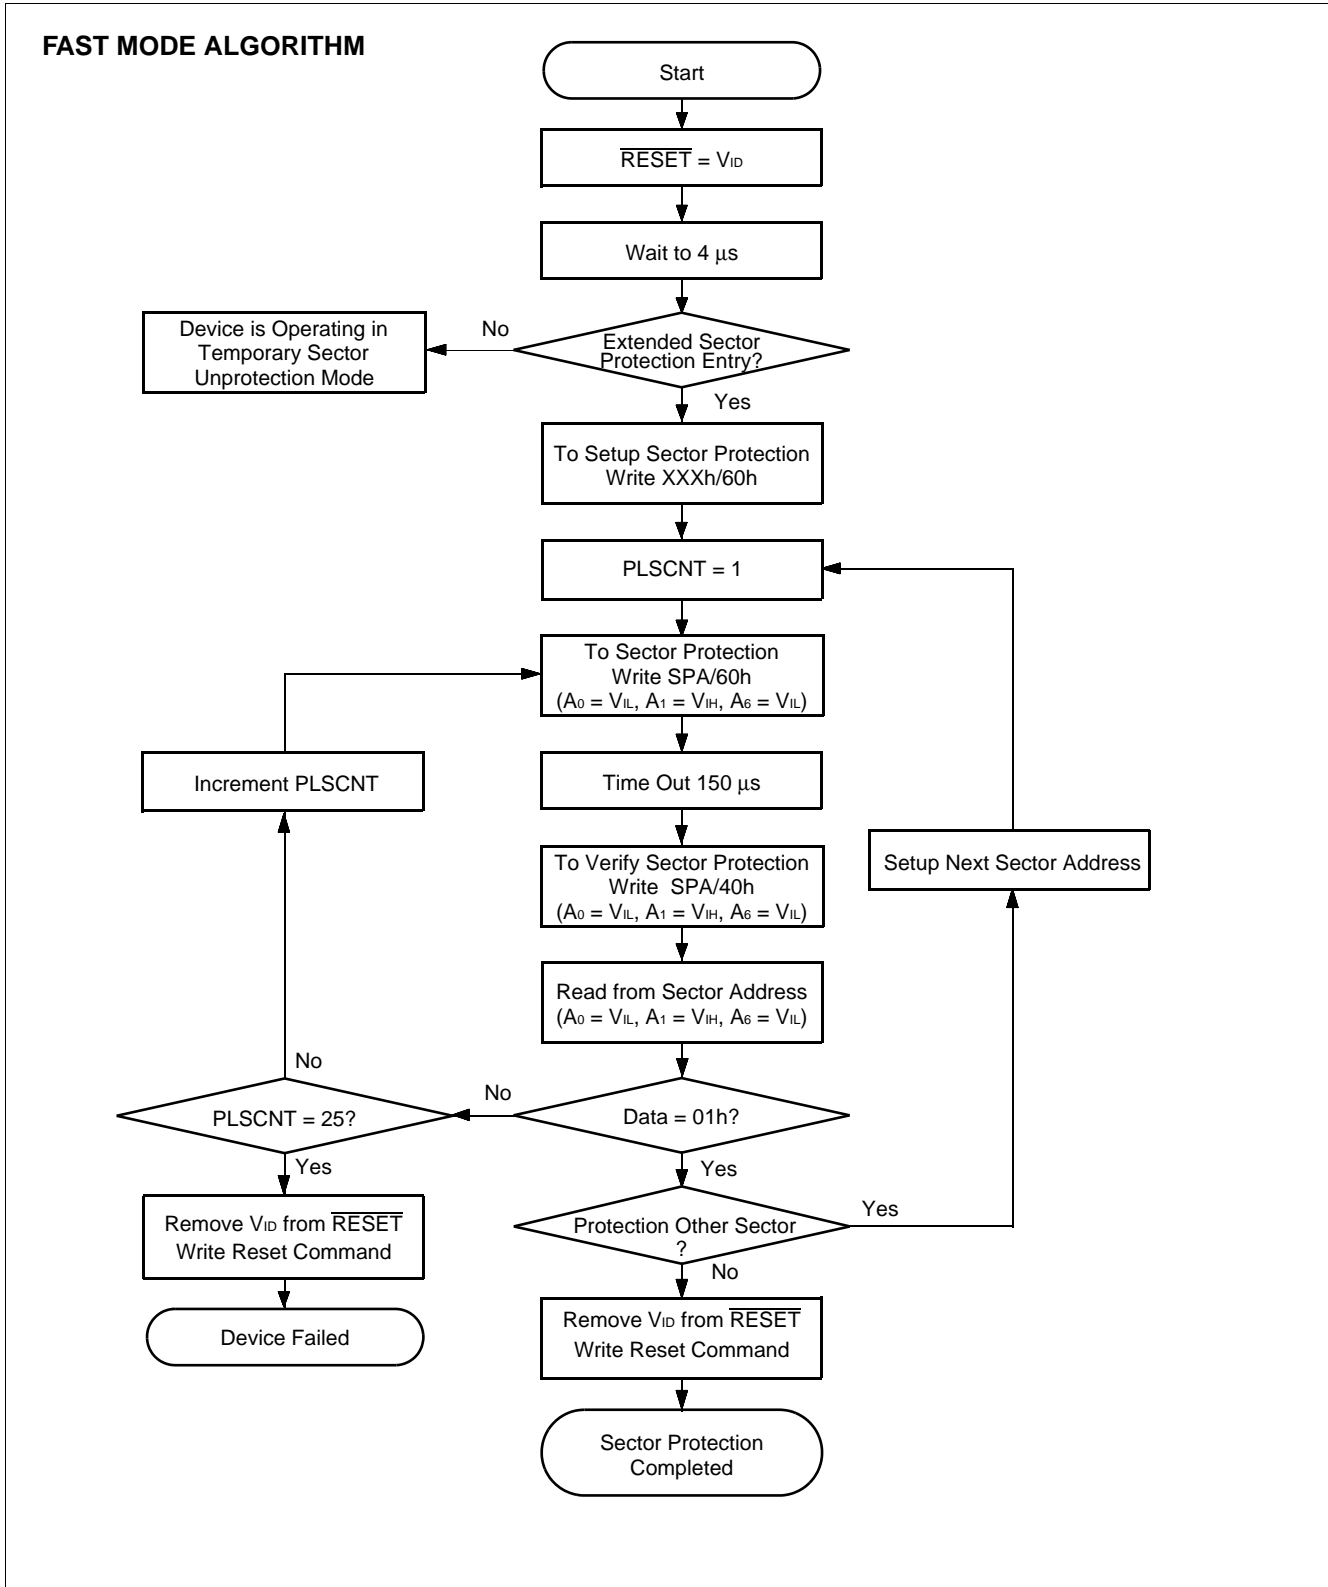 FAST MODE ALGORITHM
Start
RESET = VID
Wait to 4 µs
Extended Sector
Protection Entry?
No
Device is Operating in
Temporary Sector
Unprotection Mode
Yes
To Setup Sector Protection
Write XXXh/60h
PLSCNT = 1
To Sector Protection
Write SPA/60h
(A0 = VIL, A1 = VIH, A6 = VIL)
Increment PLSCNT
Time Out 150 µs
Setup Next Sector Address
To Verify Sector Protection
Write SPA/40h
(A0 = VIL, A1 = VIH, A6 = VIL)
Read from Sector Address
(A0 = VIL, A1 = VIH, A6 = VIL)
No
PLSCNT = 25?
No
Data = 01h?
Yes
Yes
Remove VID from RESET
Write Reset Command
Protection Other Sector
?
Yes
No
Device Failed
Remove VID from RESET
Write Reset Command
Sector Protection
Completed